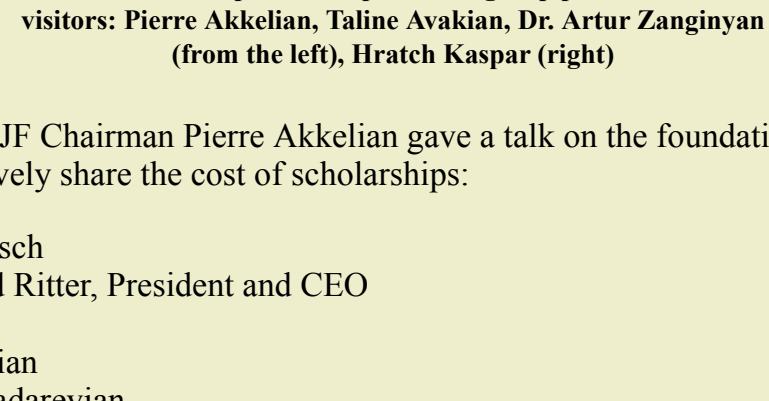 visitors: Pierre Akkelian, Taline Avakian, Dr. Artur Zanginyan
(from the left), Hratch Kaspar (right)
JF Chairman Pierre Akkelian gave a talk on the foundati
vely share the cost of scholarships:
sch
Ritter, President and CEO
ian
adarevian